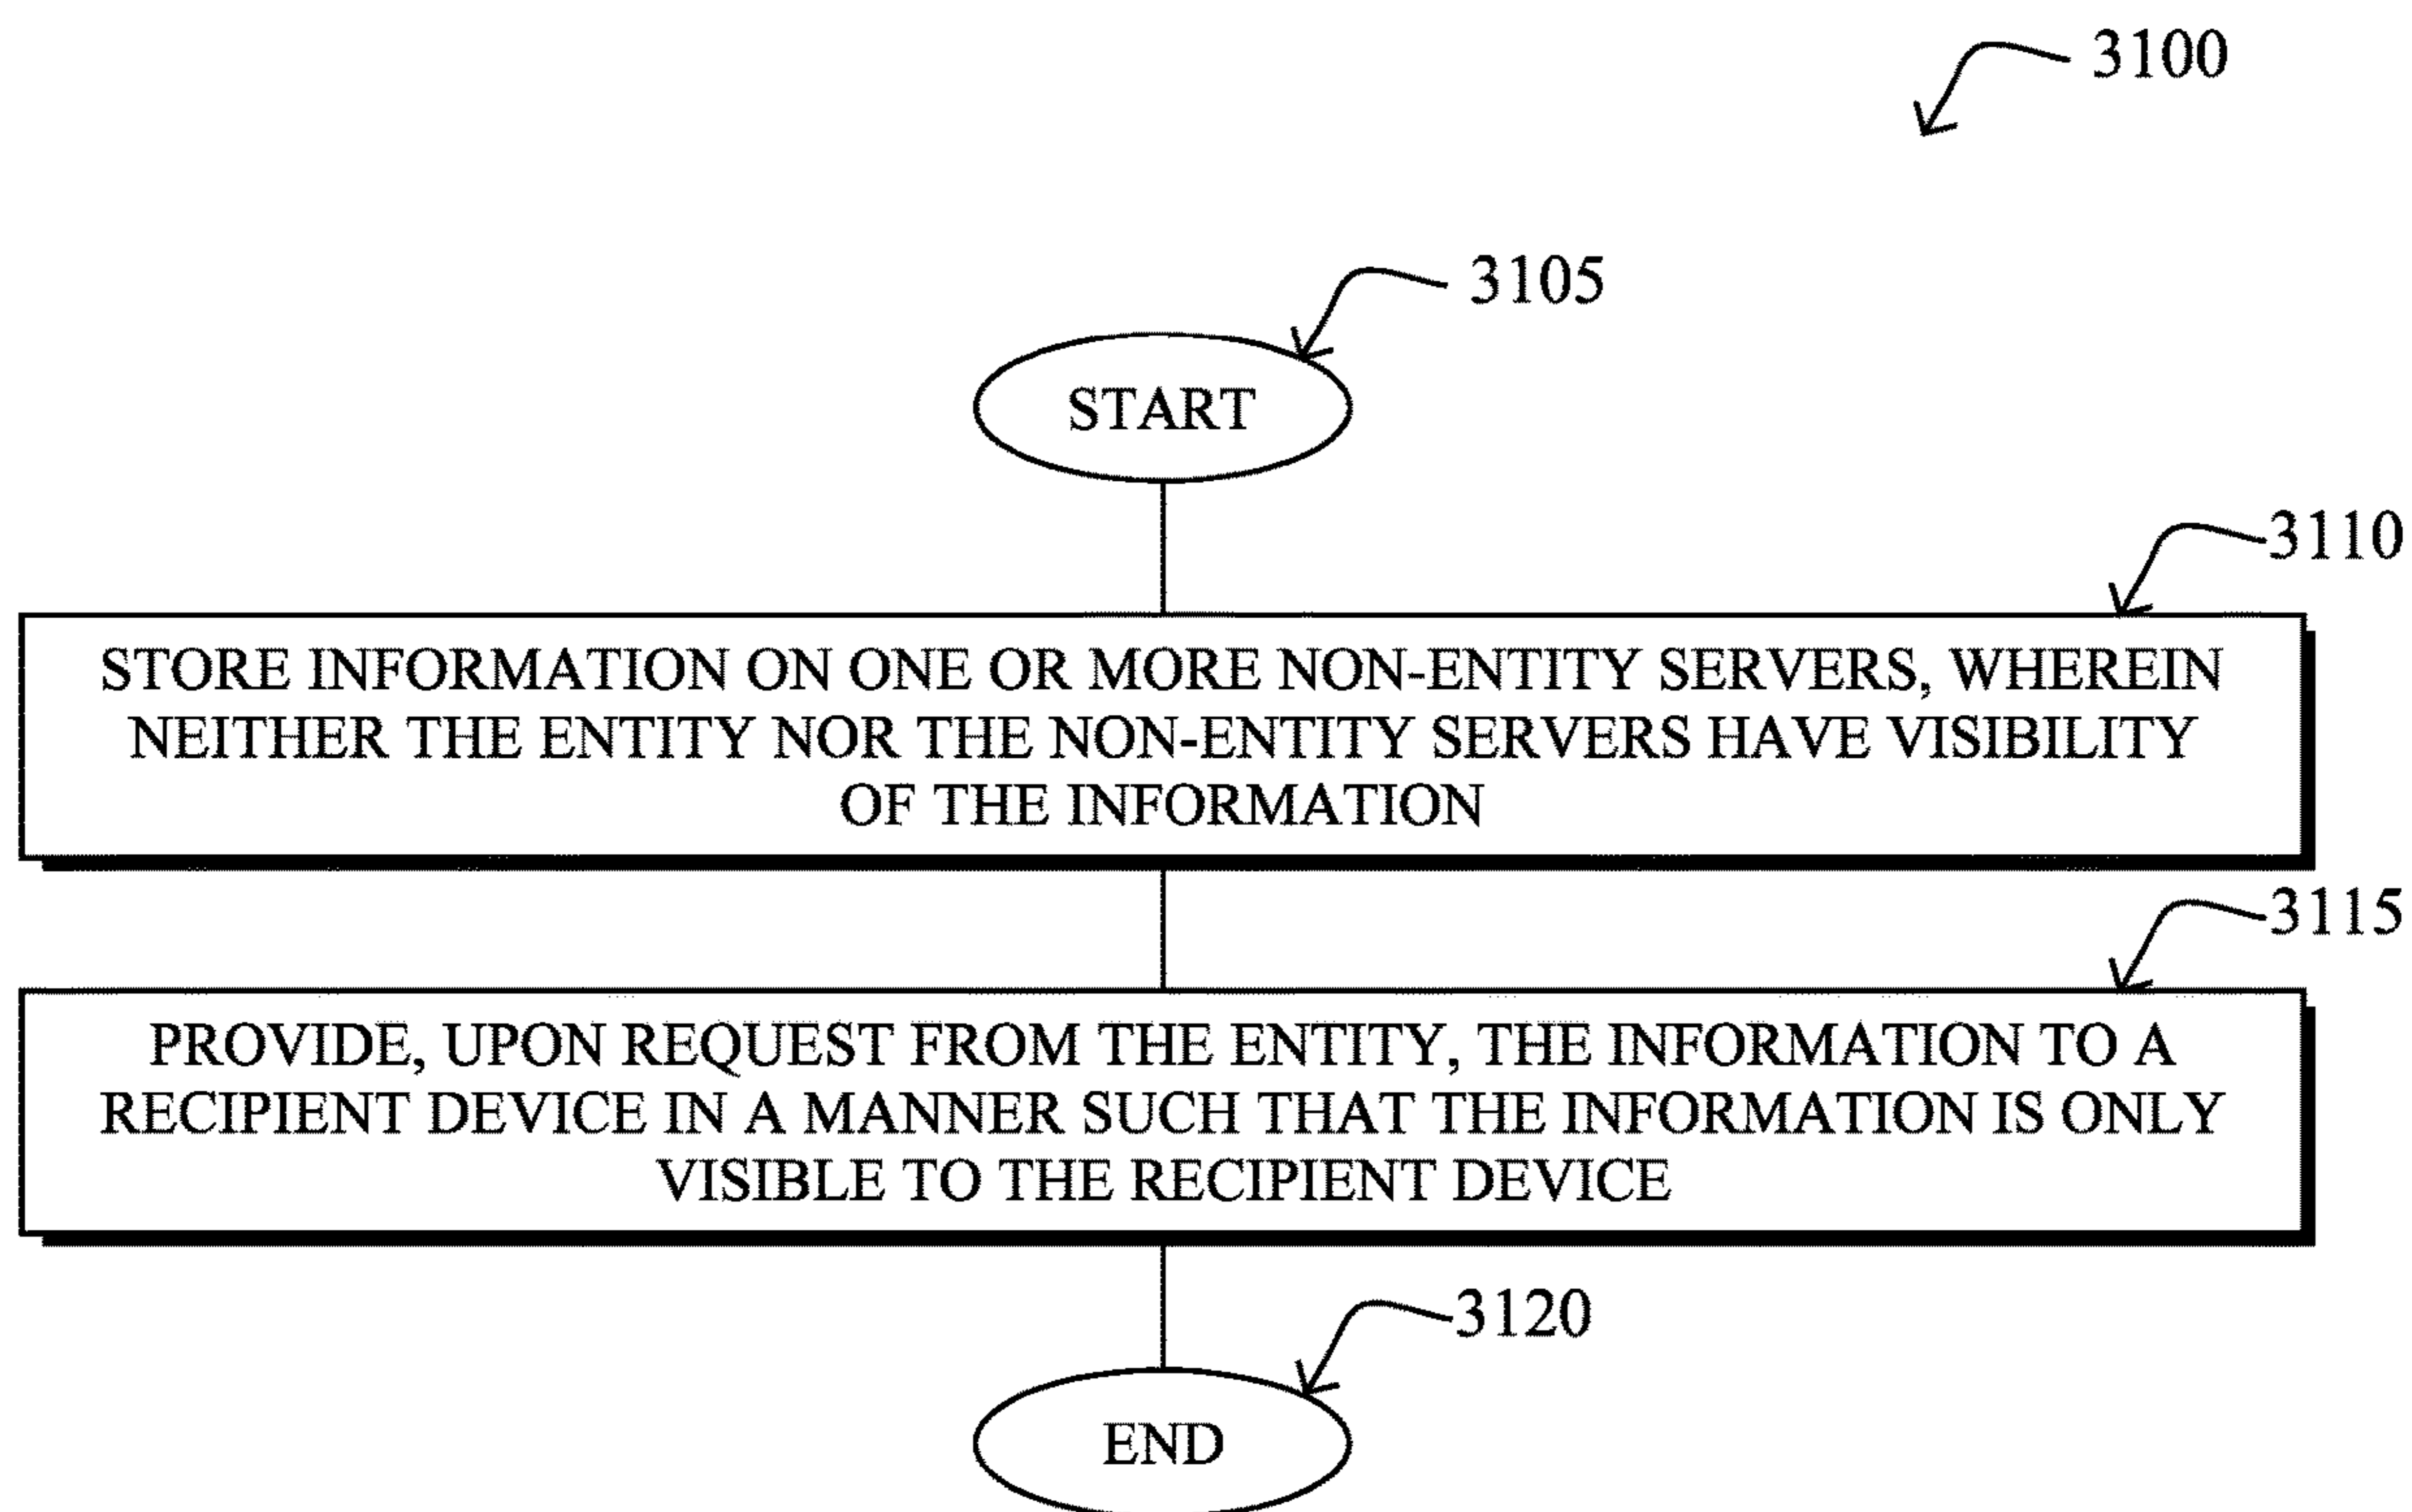 3100
3105
START
3110
STORE INFORMATION ON ONE OR MORE NON-ENTITY SERVERS, WHEREIN
NEITHER THE ENTITY NOR THE NON-ENTITY SERVERS HAVE VISIBILITY
OF THE INFORMATION
3115
PROVIDE, UPON REQUEST FROM THE ENTITY, THE INFORMATION TO A
RECIPIENT DEVICE IN A MANNER SUCH THAT THE INFORMATION IS ONLY
VISIBLE TO THE RECIPIENT DEVICE
3120
END